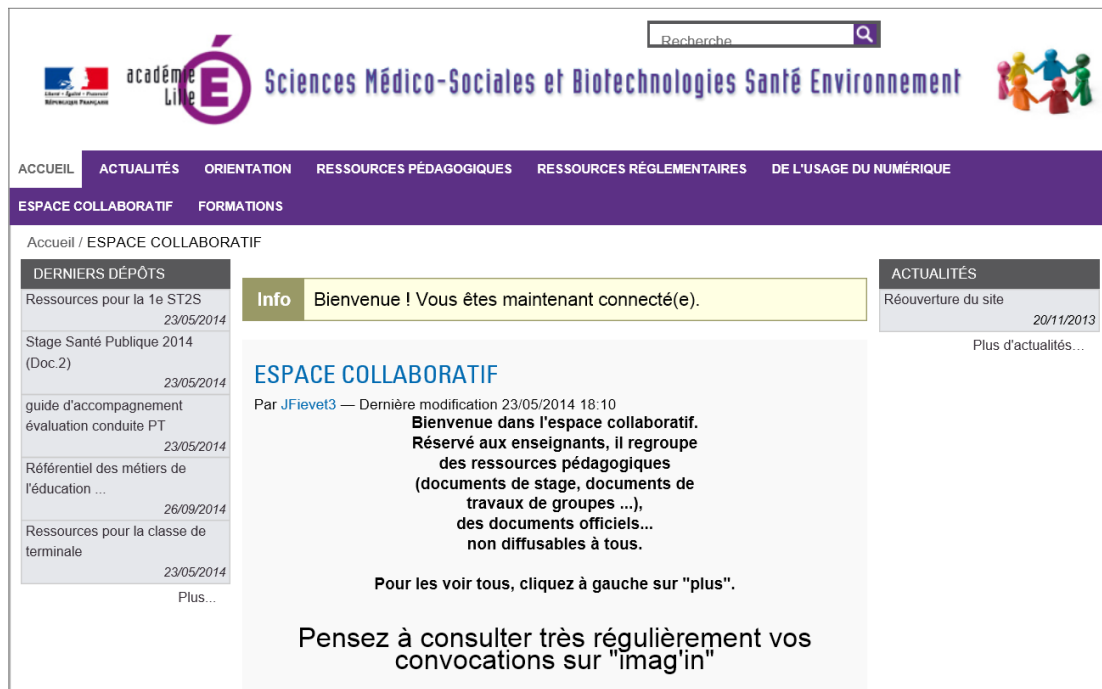 Recherche
Liberté • Égalité • Fraternité
RÉPUBLIQUE FRANÇAISE
académie
Lille
É
Sciences Médico-Sociales et Biotechnologies Santé Environnement
ACCUEIL ACTUALITÉS ORIENTATION RESSOURCES PÉDAGOGIQUES RESSOURCES RÉGLEMENTAIRES DE L'USAGE DU NUMÉRIQUE
ESPACE COLLABORATIF FORMATIONS
Accueil / ESPACE COLLABORATIF
DERNIERS DÉPÔTS
Ressources pour la 1e ST2S
23/05/2014
Stage Santé Publique 2014
(Doc.2)
23/05/2014
guide d'accompagnement
évaluation conduite PT
23/05/2014
Référentiel des métiers de
l'éducation ...
26/09/2014
Ressources pour la classe de
terminale
23/05/2014
Plus...
Info Bienvenue ! Vous êtes maintenant connecté(e).
ESPACE COLLABORATIF
Par JFievet3 — Dernière modification 23/05/2014 18:10
Bienvenue dans l'espace collaboratif.
Réservé aux enseignants, il regroupe
des ressources pédagogiques
(documents de stage, documents de
travaux de groupes ...),
des documents officiels...
non diffusables à tous.
Pour les voir tous, cliquez à gauche sur "plus".
Pensez à consulter très régulièrement vos
convocations sur "imag'in"
ACTUALITÉS
Réouverture du site
20/11/2013
Plus d'actualités...